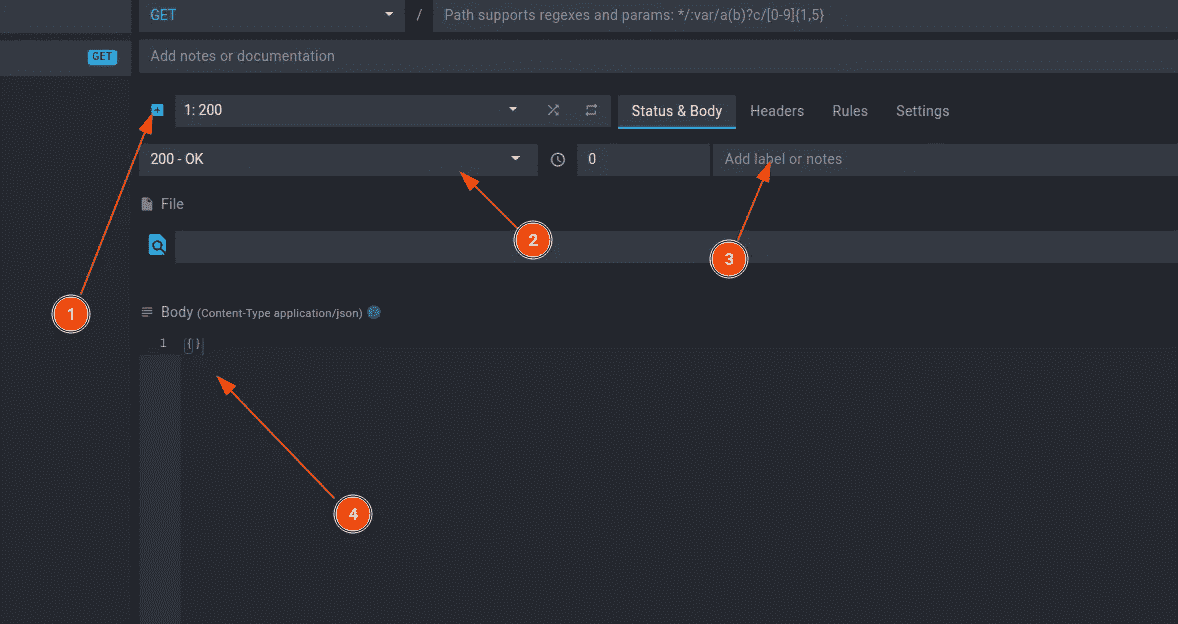 GET / Path supports regexes and params: */:var/a(b)?c/[0-9]{1,5}
GET Add notes or documentation
1: 200 Status & Body Headers Rules Settings
200 - OK 0 Add label or notes
File
2
3
1
Body (Content-Type application/json)
1 {}
4